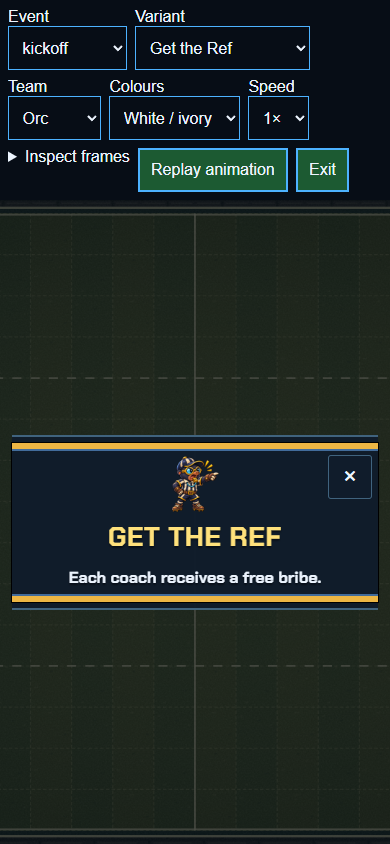 Event Variant
kickoff Get the Ref
Team Colours Speed
Orc White / ivory 1×
▶ Inspect frames Replay animation Exit
×
GET THE REF
Each coach receives a free bribe.